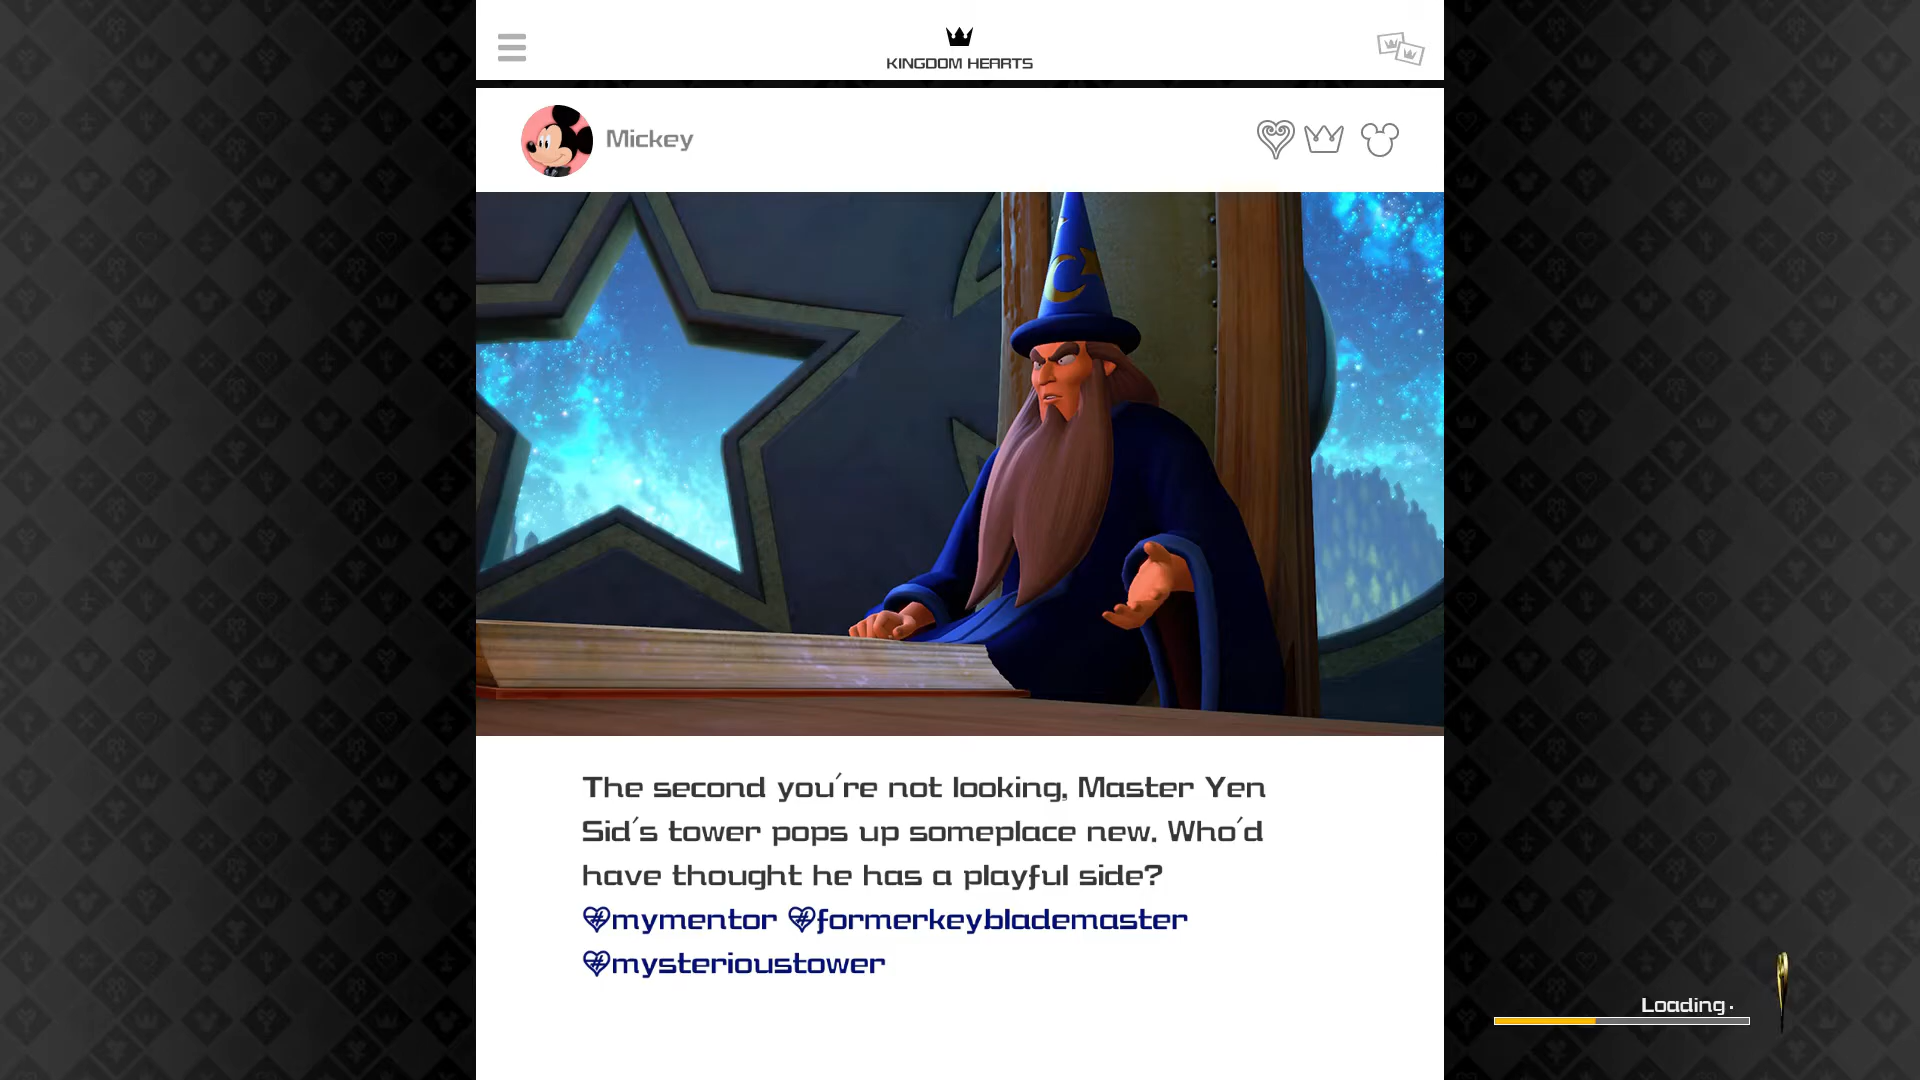 KINGDOM HEARTS
Mickey
The second you're not looking, Master Yen
Sid's tower pops up someplace new. Who'd
have thought he has a playful side?
#mymentor #formerkeyblademaster
#mysterioustower
Loading.